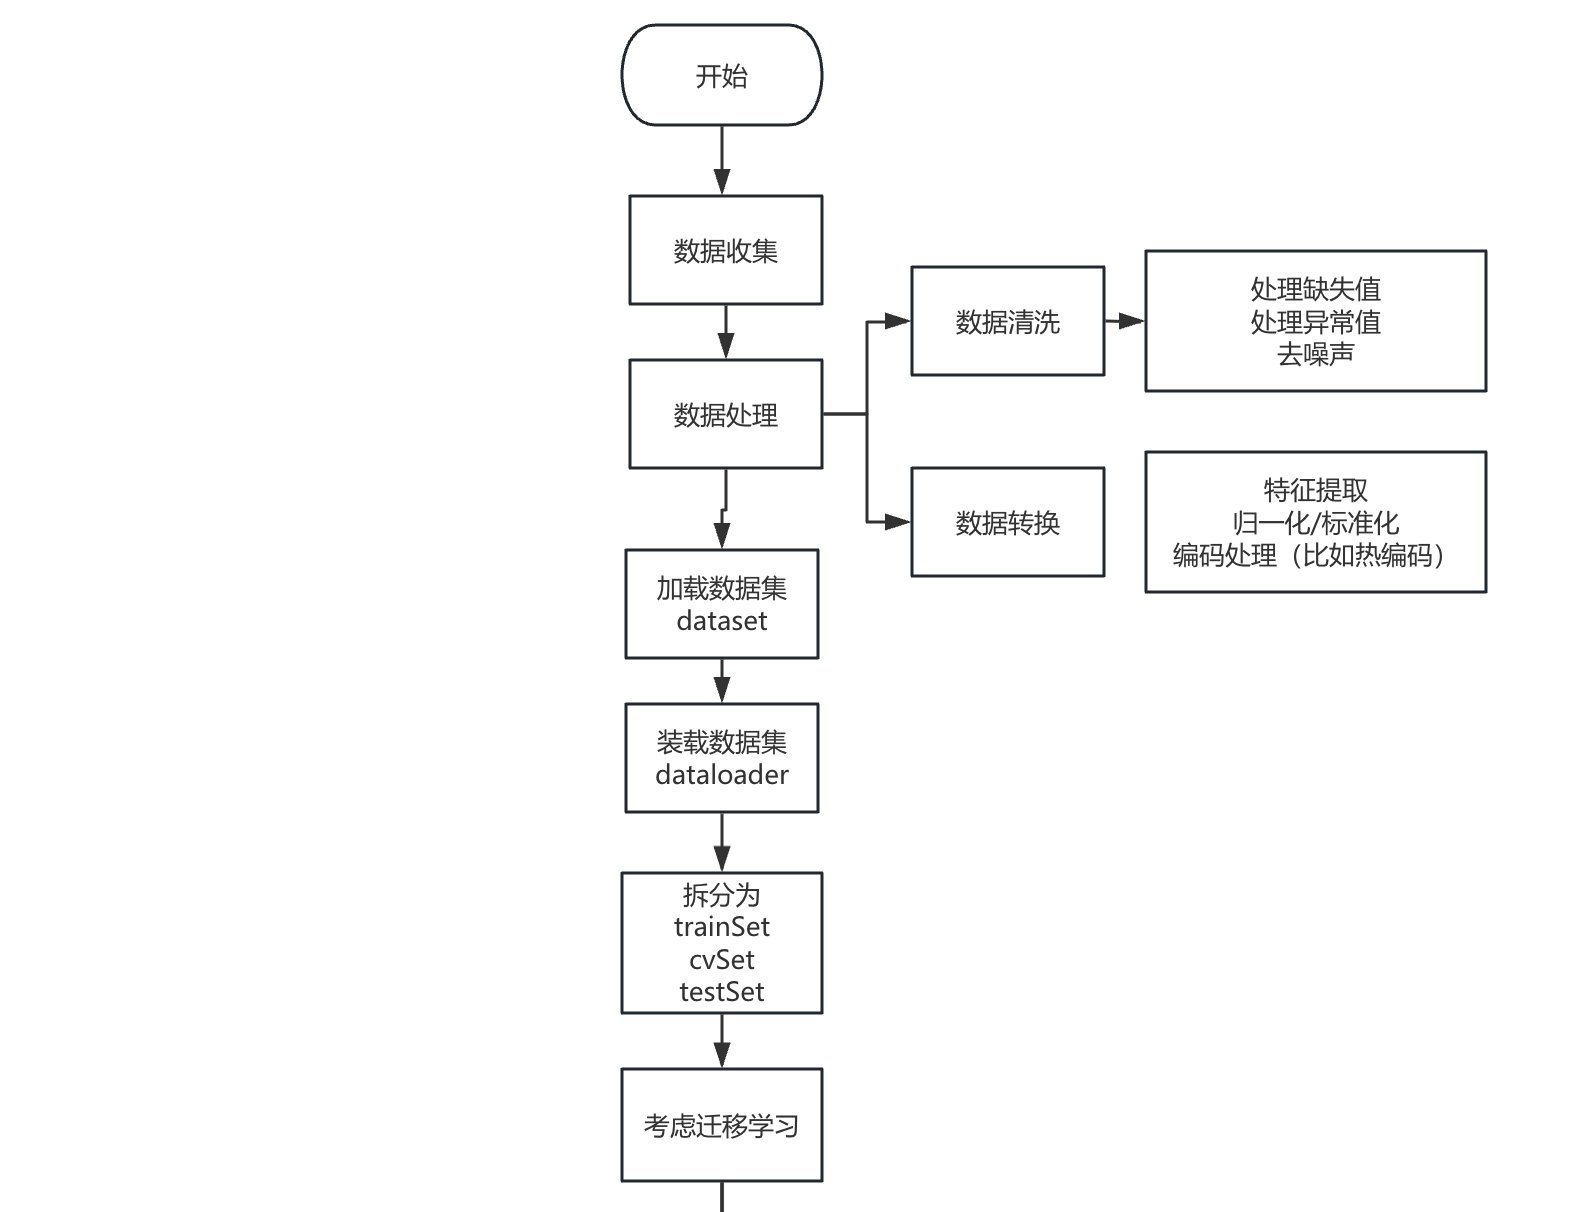 开始
数据收集
数据处理
数据清洗
处理缺失值
处理异常值
去噪声
数据转换
特征提取
归一化/标准化
编码处理（比如热编码）
加载数据集
dataset
装载数据集
dataloader
拆分为
trainSet
cvSet
testSet
考虑迁移学习